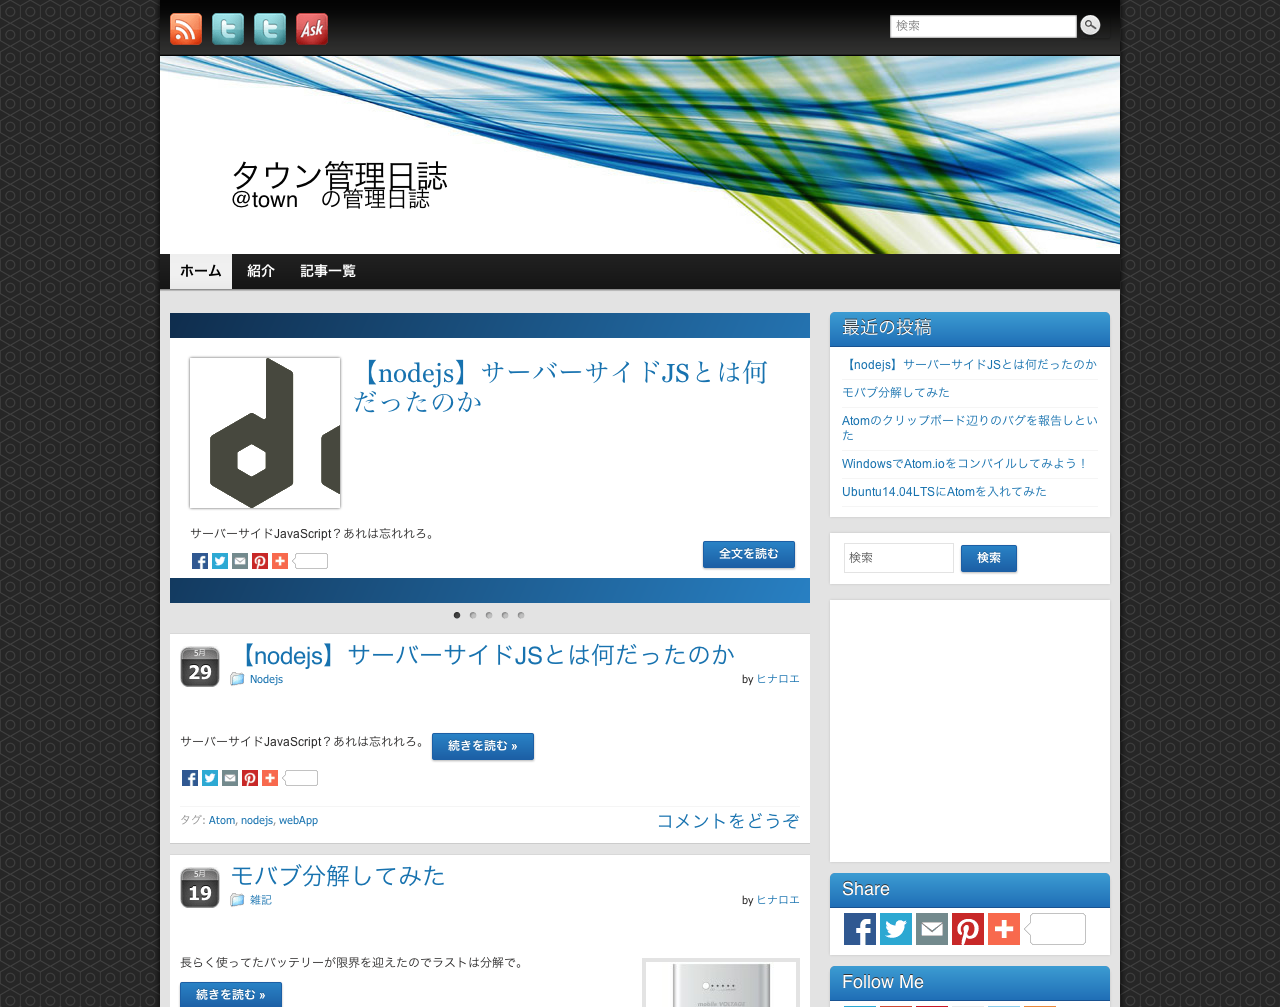 Ask
検索
タウン管理日誌
@town　の管理日誌
ホーム 紹介 記事一覧
【nodejs】サーバーサイドJSとは何
だったのか
サーバーサイドJavaScript？あれは忘れろ。
全文を読む
5月
29
【nodejs】サーバーサイドJSとは何だったのか
Nodejs
by ヒナロエ
サーバーサイドJavaScript？あれは忘れれろ。
続きを読む »
タグ: Atom, nodejs, webApp
コメントをどうぞ
5月
19
モバブ分解してみた
雑記
by ヒナロエ
長らく使ってたバッテリーが限界を迎えたのでラストは分解で。
続きを読む »
mobile VOLTAGE
最近の投稿
【nodejs】サーバーサイドJSとは何だったのか
モバブ分解してみた
Atomのクリップボード辺りのバグを報告しとい
た
WindowsでAtom.ioをコンパイルしてみよう！
Ubuntu14.04LTSにAtomを入れてみた
検索
検索
Share
Follow Me